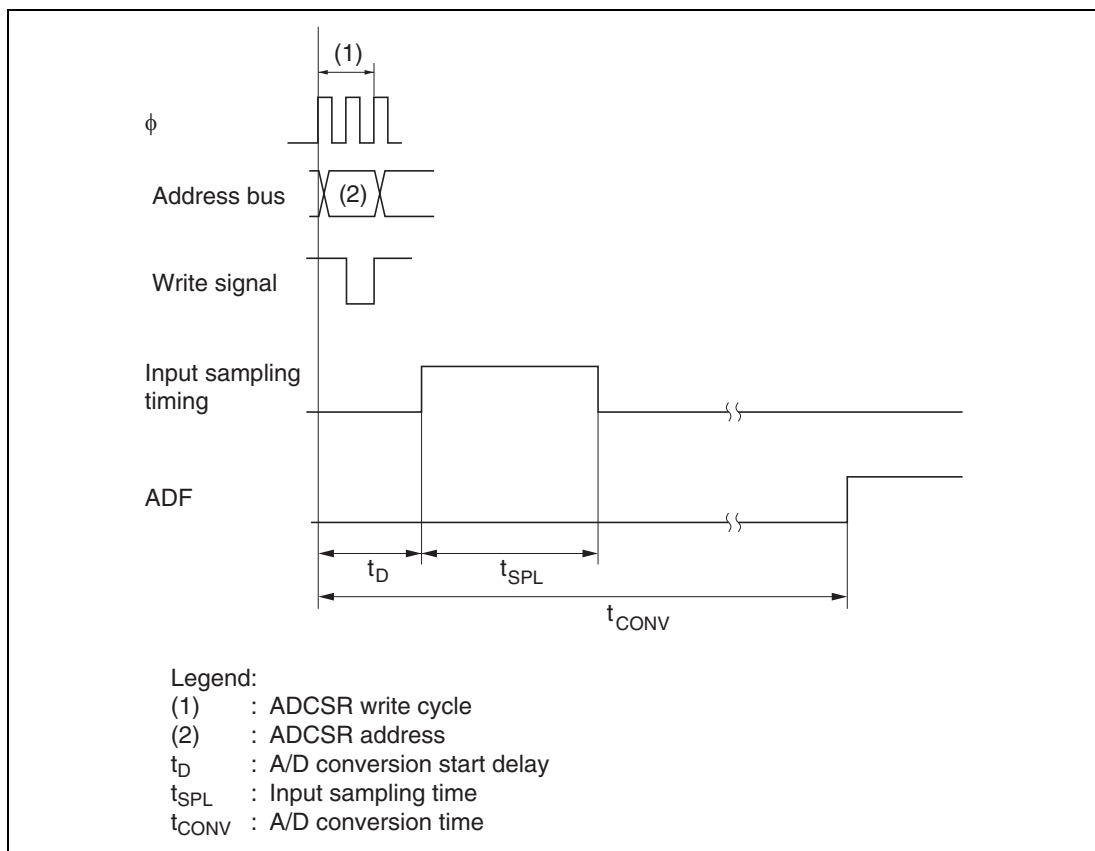 (1)
ϕ
Address bus
(2)
Write signal
Input sampling
timing
ADF
tD
tSPL
tCONV
Legend:
(1) : ADCSR write cycle
(2) : ADCSR address
tD : A/D conversion start delay
tSPL : Input sampling time
tCONV : A/D conversion time